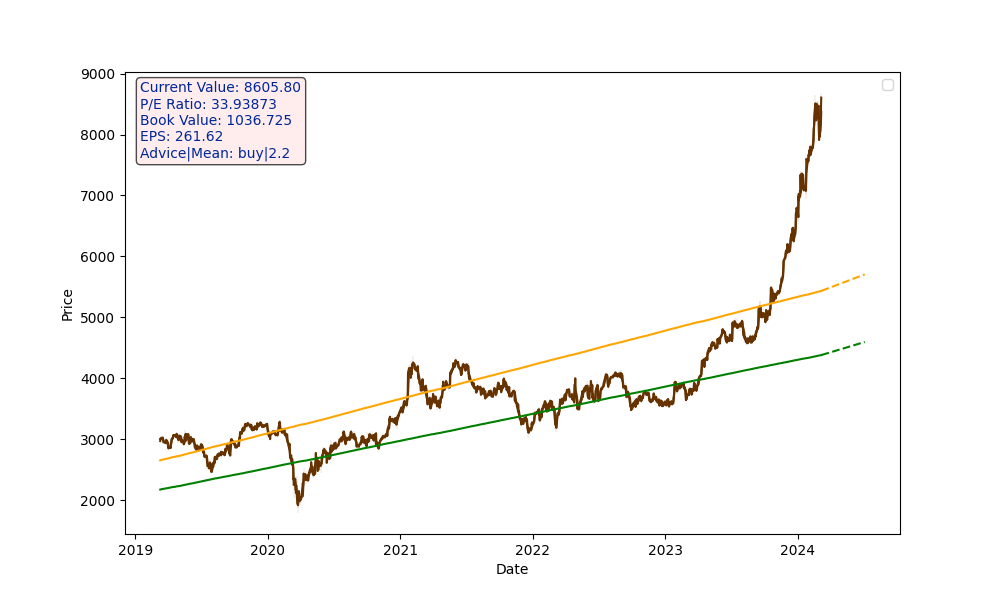 Current Value: 8605.80
P/E Ratio: 33.93873
Book Value: 1036.725
EPS: 261.62
Advice|Mean: buy|2.2
9000
8000
7000
6000
5000
4000
3000
2000
Price
2019 2020 2021 2022 2023 2024
Date